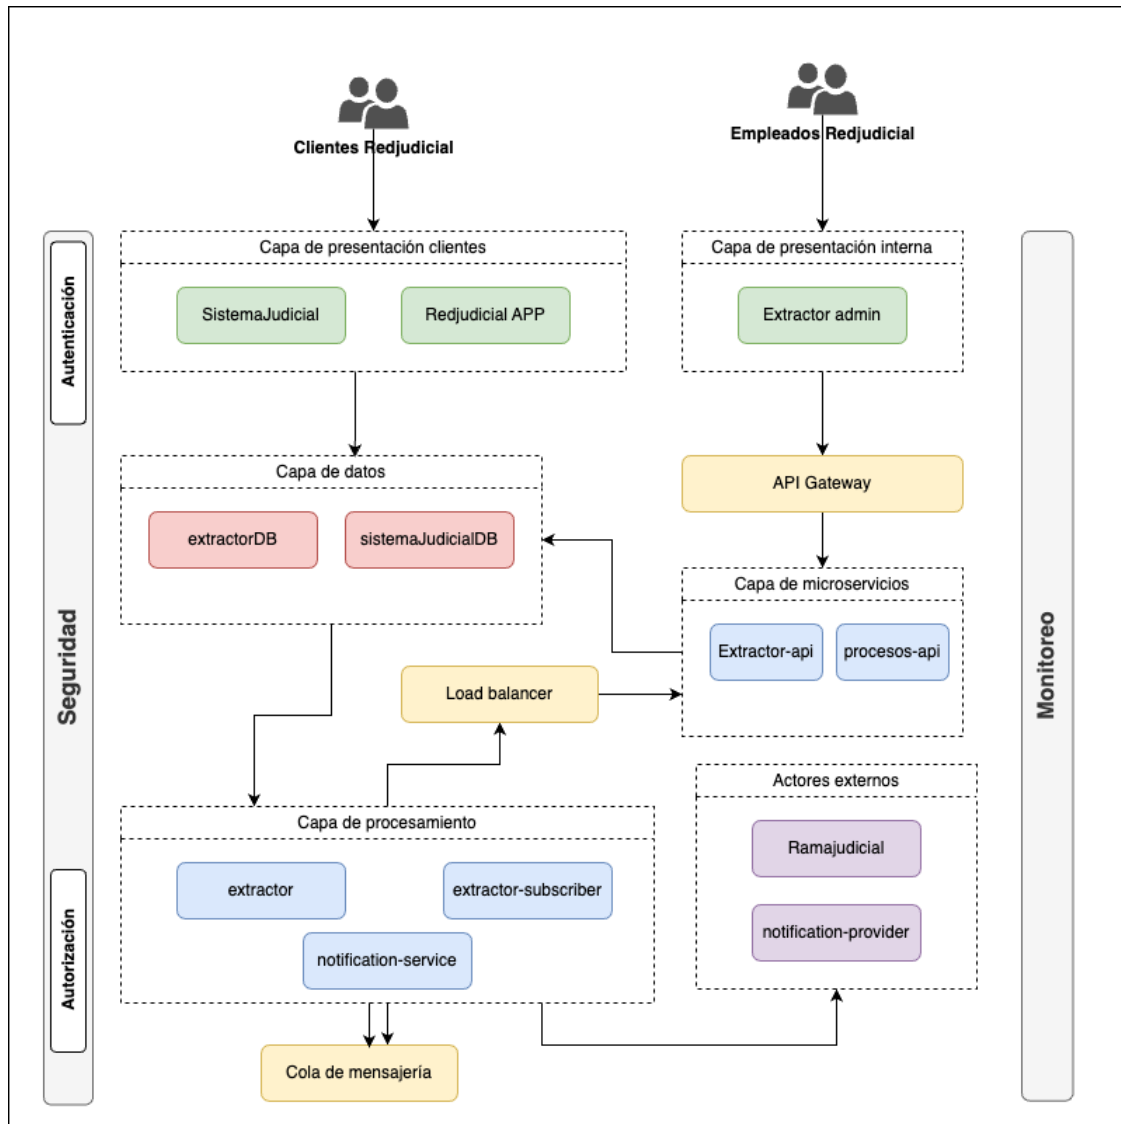 Clientes Redjudicial
Empleados Redjudicial
Autenticación
Seguridad
Autorización
Monitoreo
Capa de presentación clientes
SistemaJudicial
Redjudicial APP
Capa de presentación interna
Extractor admin
Capa de datos
extractorDB
sistemaJudicialDB
API Gateway
Capa de microservicios
Extractor-api
procesos-api
Load balancer
Actores externos
Ramajudicial
notification-provider
Capa de procesamiento
extractor
extractor-subscriber
notification-service
Cola de mensajería